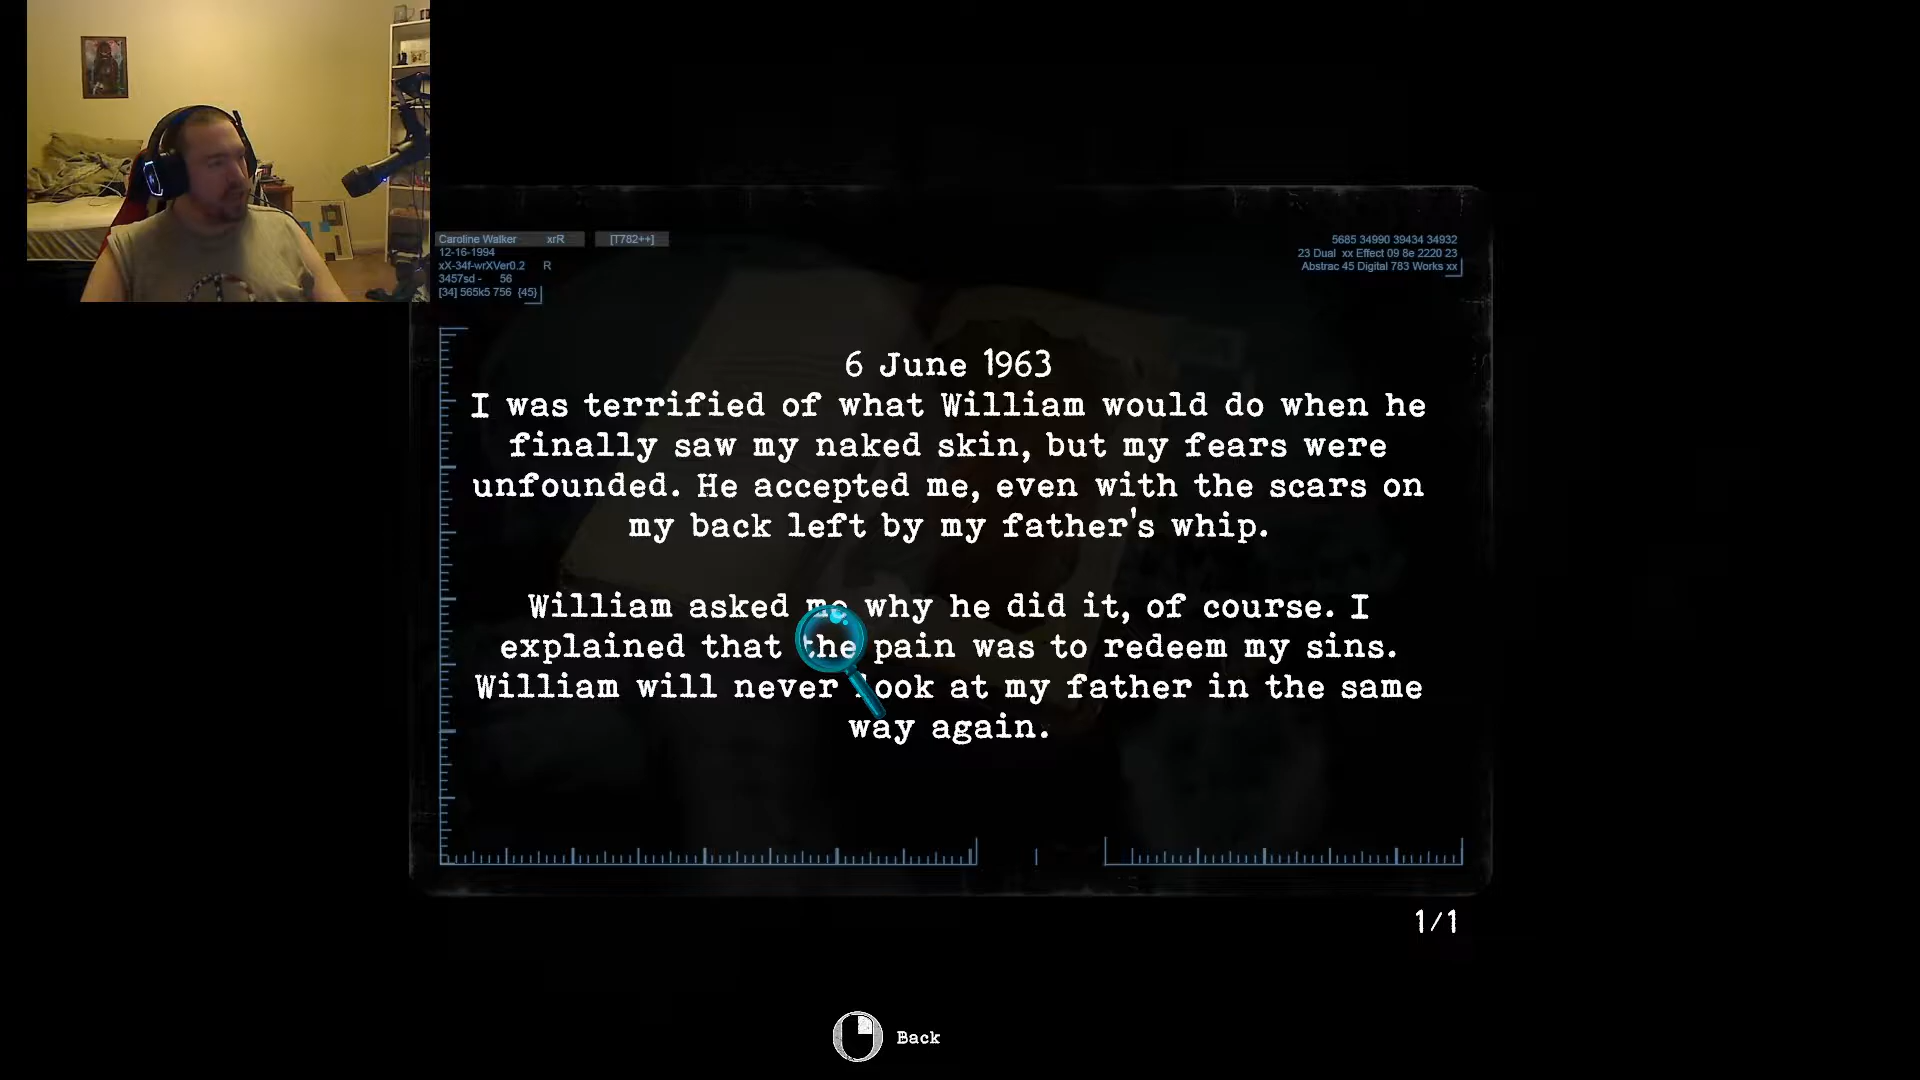 Caroline Walker xrR [T782++]
12-16-1994
xX-34f-wrXVer0.2 R
3457sd - 56
[34] 565k5 756 {45}
5685 34990 39434 34932
23 Dual xx Effect 09 8e 2220 23
Abstrac 45 Digital 783 Works xx
6 June 1963
I was terrified of what William would do when he
finally saw my naked skin, but my fears were
unfounded. He accepted me, even with the scars on
my back left by my father's whip.
William asked me why he did it, of course. I
explained that the pain was to redeem my sins.
William will never look at my father in the same
way again.
1/1
Back